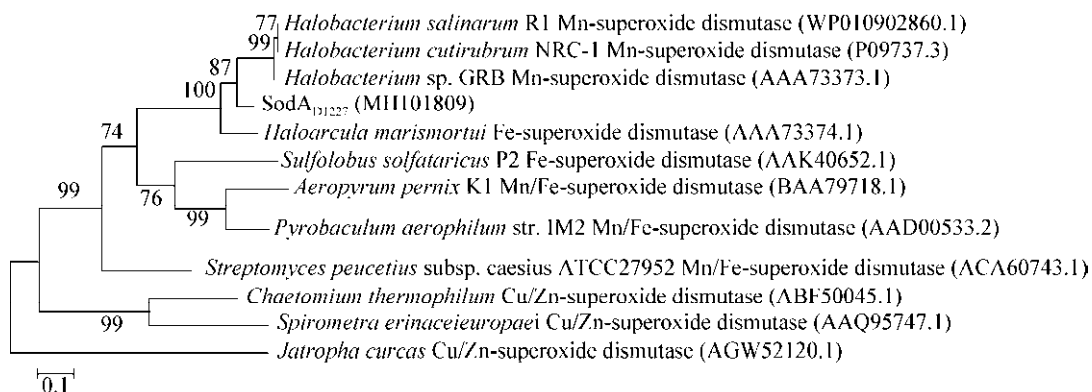 77 Halobacterium salinarum R1 Mn-superoxide dismutase (WP010902860.1)
99 Halobacterium cutirubrum NRC-1 Mn-superoxide dismutase (P09737.3)
87 Halobacterium sp. GRB Mn-superoxide dismutase (AAA73373.1)
100 SodA (MH101809)
Haloarcula marismortui Fe-superoxide dismutase (AAA73374.1)
74
Sulfolobus solfataricus P2 Fe-superoxide dismutase (AAK40652.1)
76 Aeropyrum pernix K1 Mn/Fe-superoxide dismutase (BAA79718.1)
99
99 Pyrobaculum aerophilum str. IM2 Mn/Fe-superoxide dismutase (AAD00533.2)
Streptomyces peucetius subsp. caesius ATCC27952 Mn/Fe-superoxide dismutase (ACA60743.1)
Chaetomium thermophilum Cu/Zn-superoxide dismutase (ABF50045.1)
99 Spirometra erinaceieuropaei Cu/Zn-superoxide dismutase (AAQ95747.1)
Jatropha curcas Cu/Zn-superoxide dismutase (AGW52120.1)
0.1